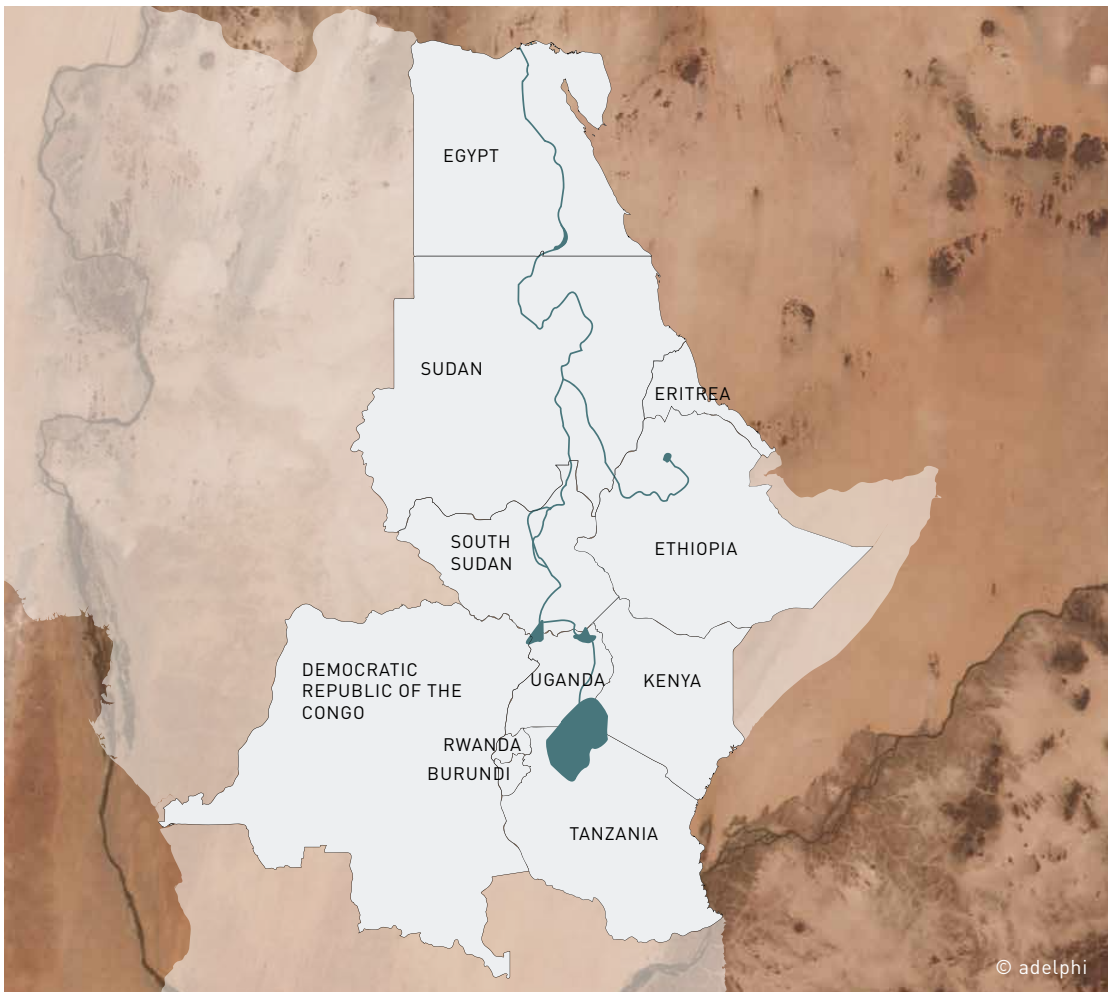 EGYPT
SUDAN
ERITREA
SOUTH
SUDAN
ETHIOPIA
DEMOCRATIC
REPUBLIC OF THE
CONGO
UGANDA
KENYA
RWANDA
BURUNDI
TANZANIA
© adelphi